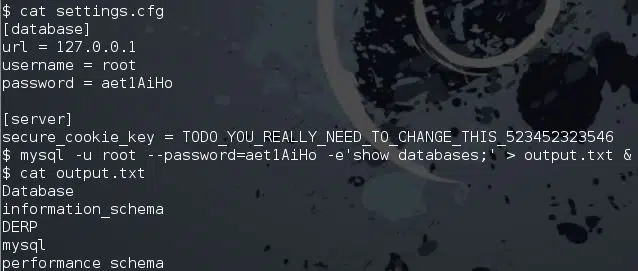 $ cat settings.cfg
[database]
url = 127.0.0.1
username = root
password = aet1AiHo
[server]
secure_cookie_key = TODO_YOU_REALLY_NEED_TO_CHANGE_THIS_523452323546
$ mysql -u root --password=aet1AiHo -e'show databases;' > output.txt &
$ cat output.txt
Database
information_schema
DERP
mysql
performance_schema